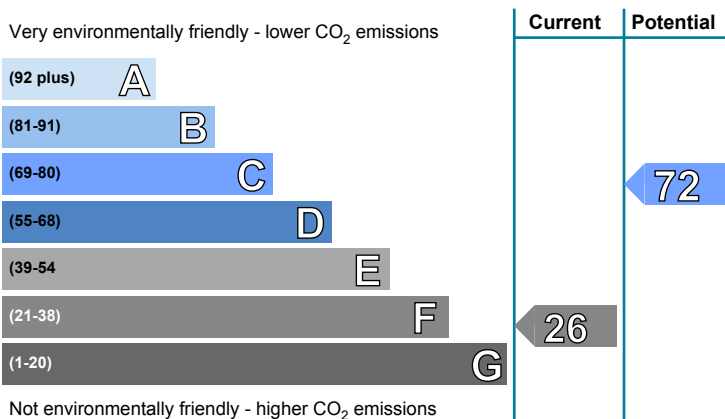 Current Potential
Very environmentally friendly - lower CO₂ emissions
(92 plus) A
(81-91) B
(69-80) C
72
(55-68) D
(39-54 E
(21-38) F
26
(1-20) G
Not environmentally friendly - higher CO₂ emissions